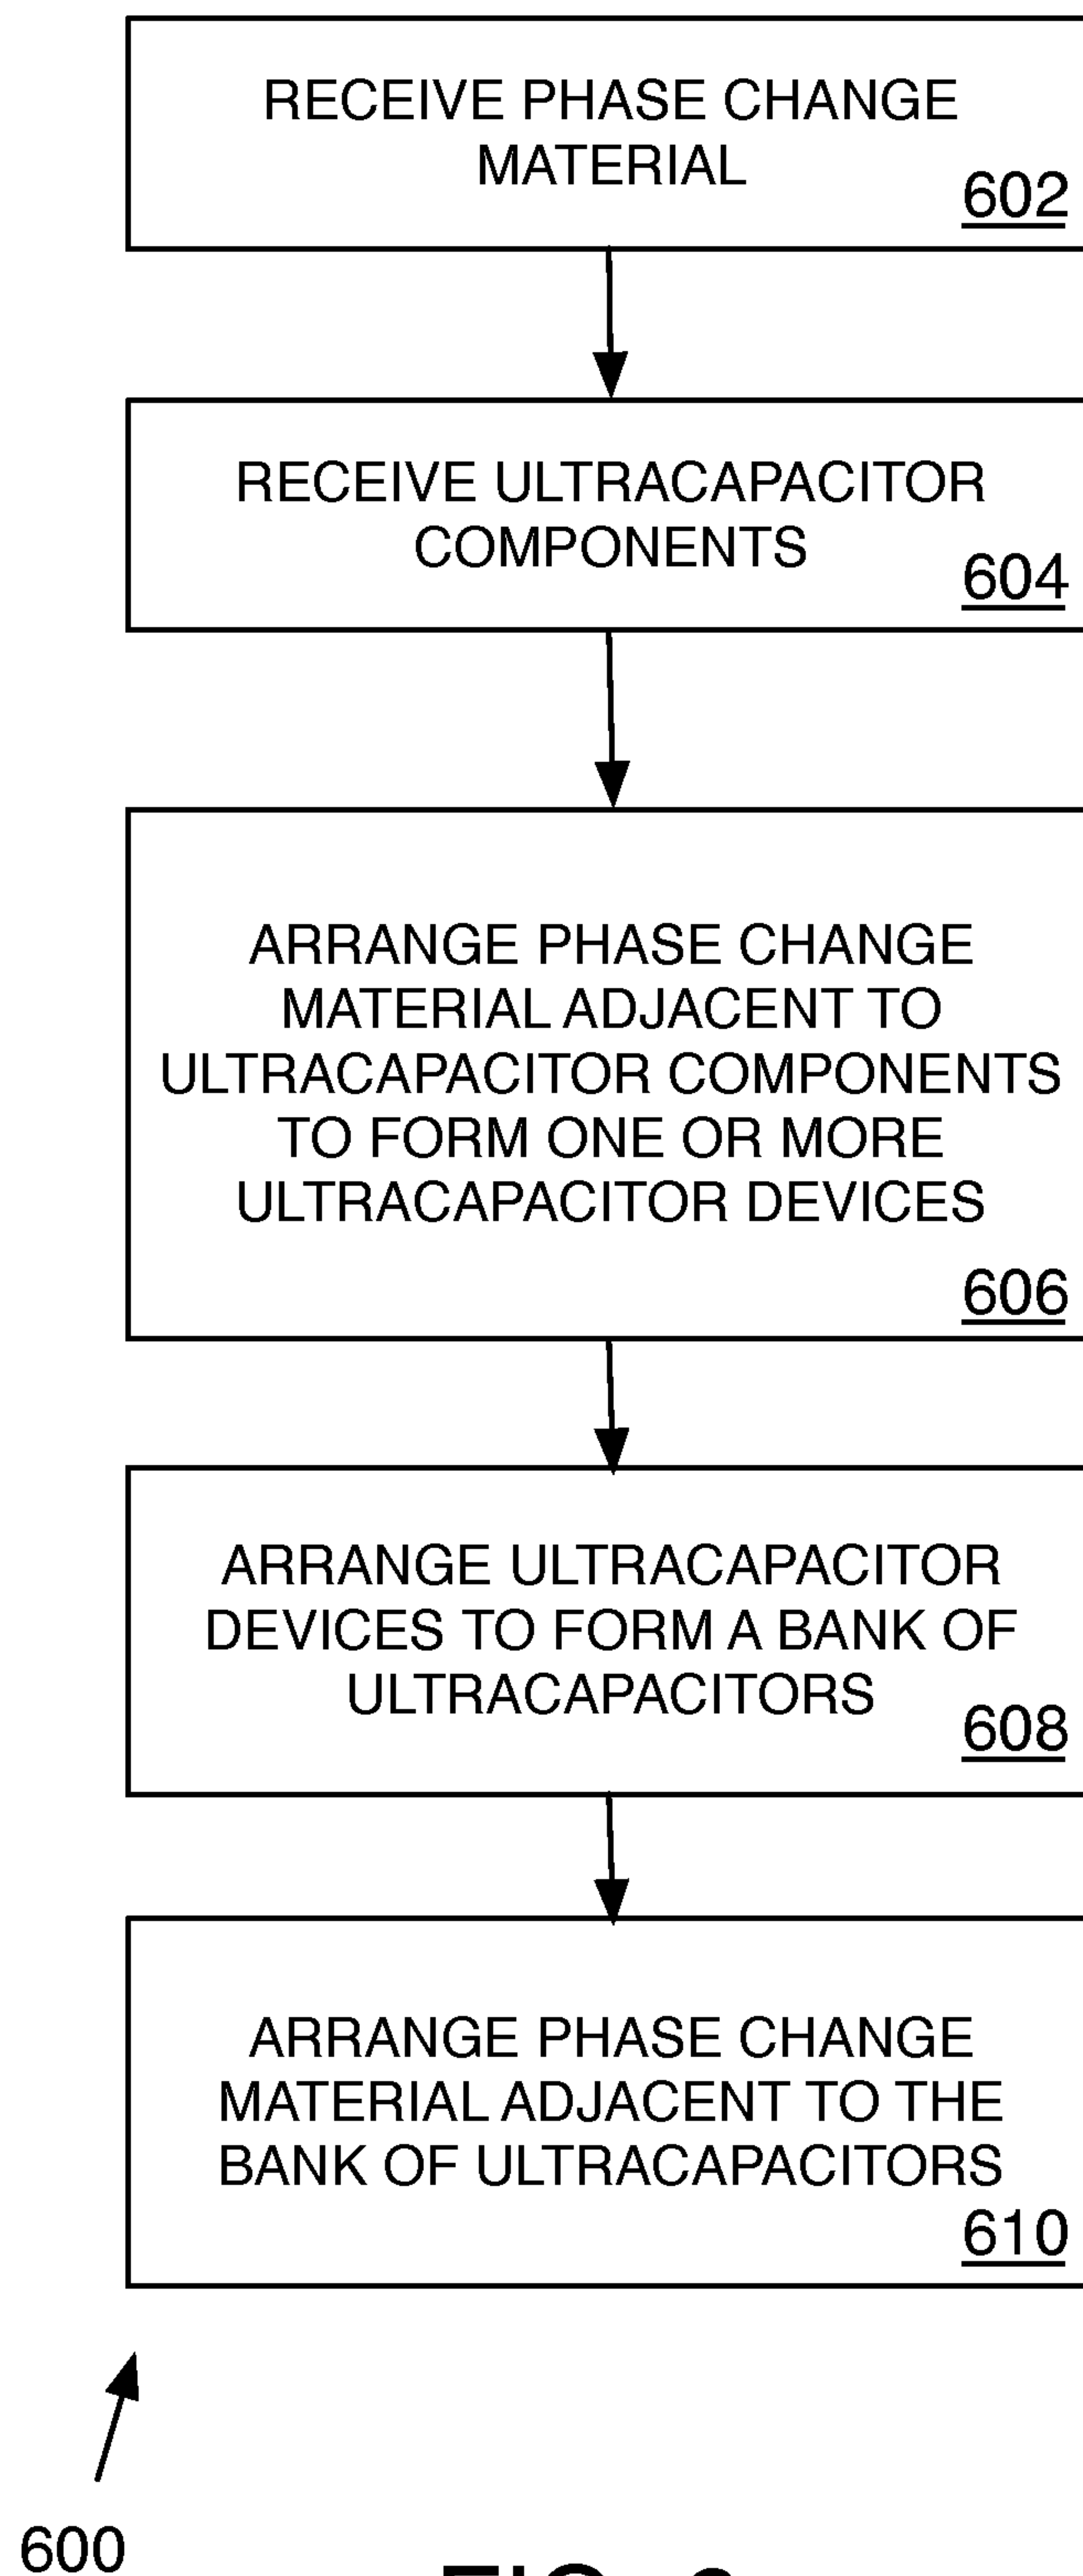 RECEIVE PHASE CHANGE
MATERIAL
602
RECEIVE ULTRACAPACITOR
COMPONENTS
604
ARRANGE PHASE CHANGE
MATERIAL ADJACENT TO
ULTRACAPACITOR COMPONENTS
TO FORM ONE OR MORE
ULTRACAPACITOR DEVICES
606
ARRANGE ULTRACAPACITOR
DEVICES TO FORM A BANK OF
ULTRACAPACITORS
608
ARRANGE PHASE CHANGE
MATERIAL ADJACENT TO THE
BANK OF ULTRACAPACITORS
610
600